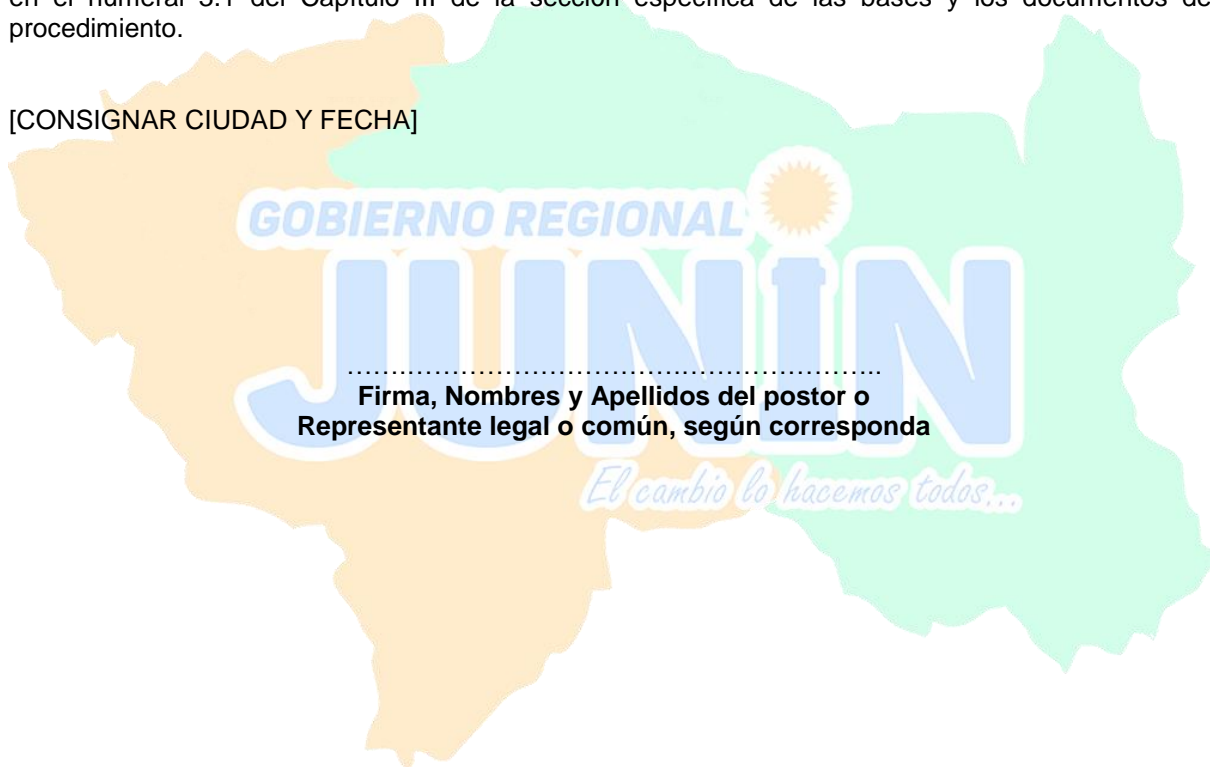 en el numeral 3.1 del Capítulo III de la sección específica de las bases y los documentos de
procedimiento.
[CONSIGNAR CIUDAD Y FECHA]
GOBIERNO REGIONAL
JUNÍN
…………………………….…………………..
Firma, Nombres y Apellidos del postor o
Representante legal o común, según corresponda
El cambio lo hacemos todos...